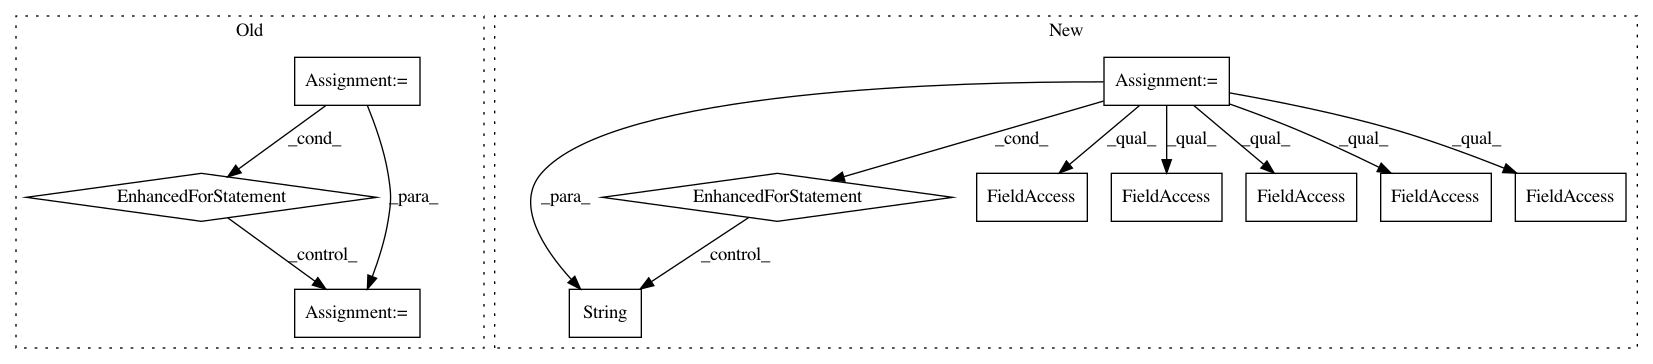 Old
New
Assignment:=
Assignment:=
_cond_
_cond_
_qual_
_qual_
_qual_
_qual_
_qual_
EnhancedForStatement
_para_
_para_
EnhancedForStatement
FieldAccess
FieldAccess
FieldAccess
FieldAccess
FieldAccess
_control_
_control_
Assignment:=
String